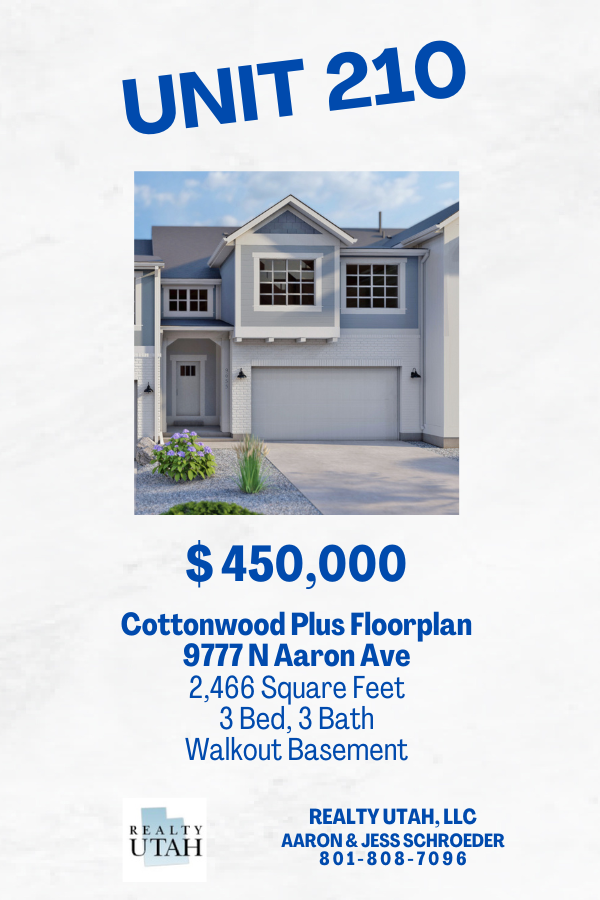 UNIT 210
$ 450,000
Cottonwood Plus Floorplan
9777 N Aaron Ave
2,466 Square Feet
3 Bed, 3 Bath
Walkout Basement
REALTY
UTAH
REALTY UTAH, LLC
AARON & JESS SCHROEDER
801-808-7096